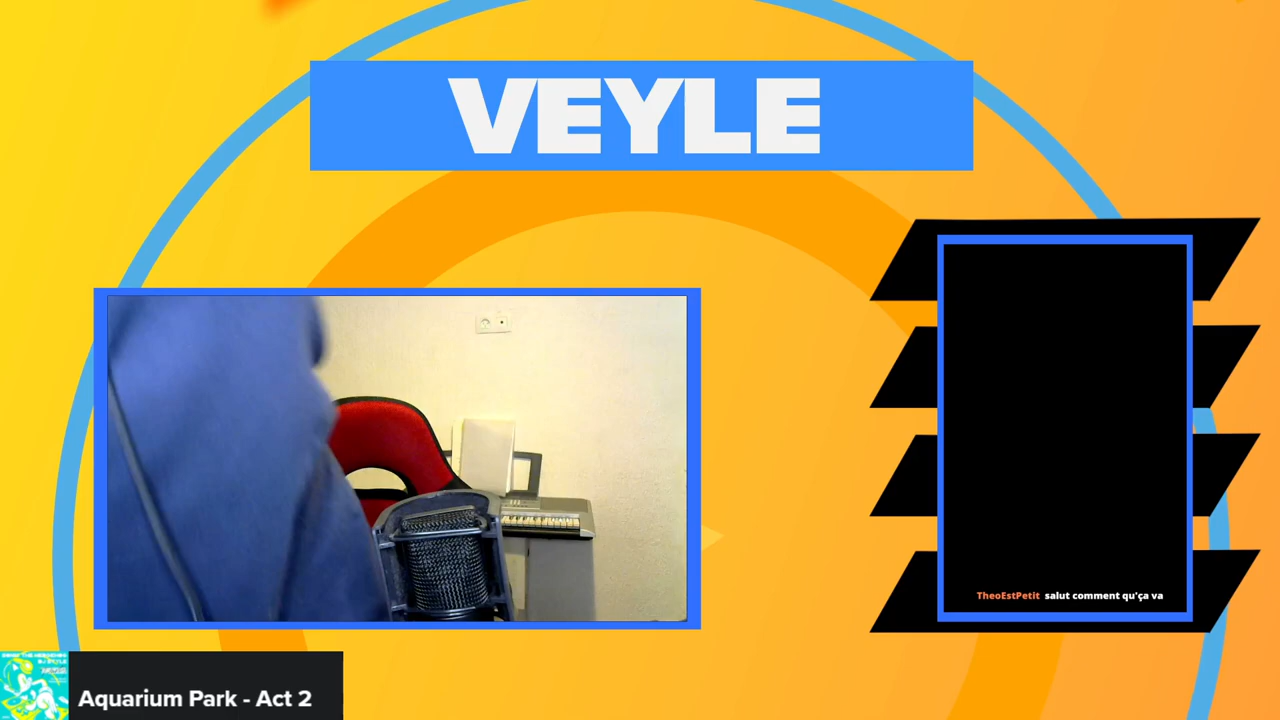 VEYLE
TheoEstPetit salut comment qu'ça va
Aquarium Park - Act 2